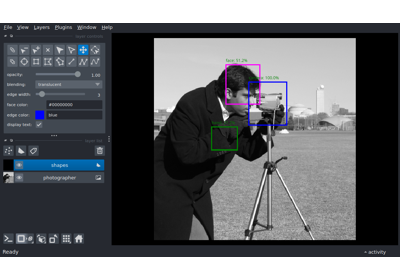 File View Layers Plugins Window Help
opacity: 1.00
blending: translucent
edge width: 3
face color: #00000000
edge color: blue
display text:
face: 51.2%
100.0%
shapes
photographer
Ready
activity